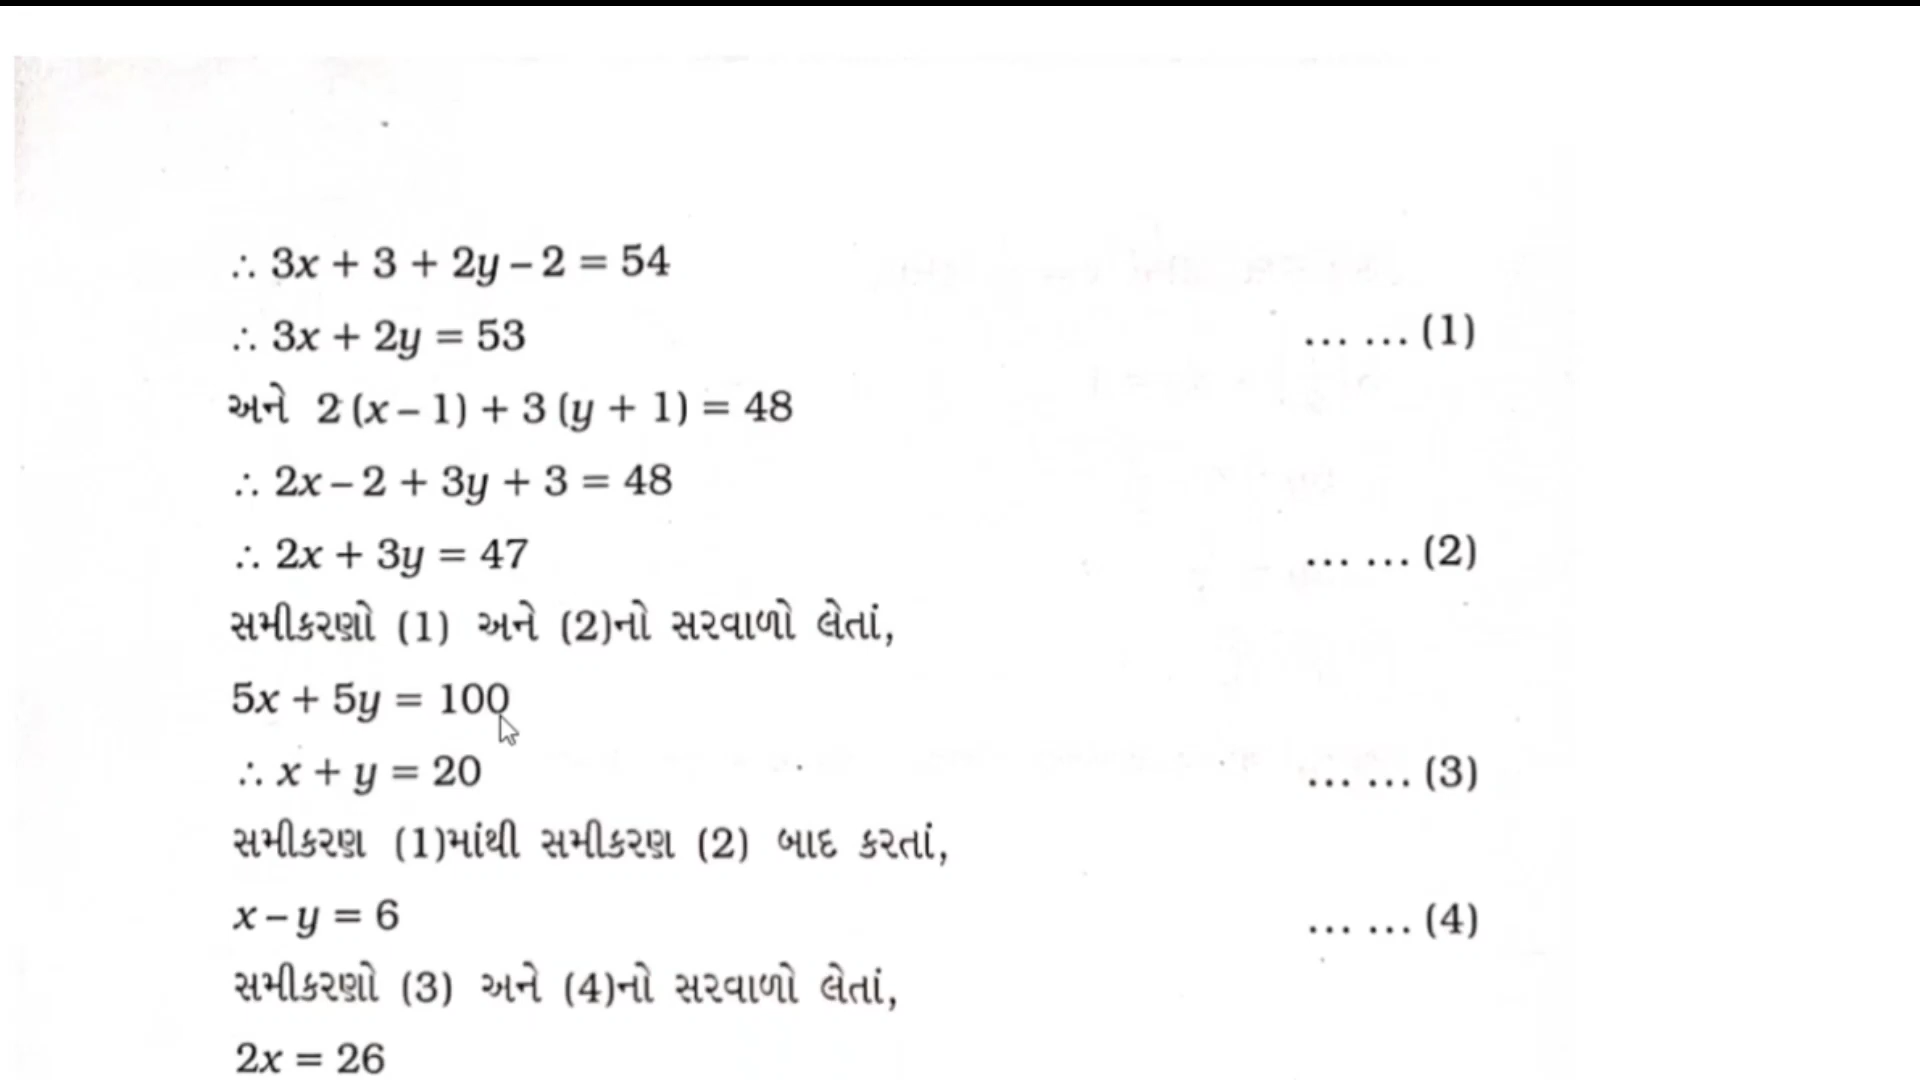 ∴ 3x + 3 + 2y – 2 = 54
∴ 3x + 2y = 53 ... ... (1)
અને 2 (x – 1) + 3 (y + 1) = 48
∴ 2x – 2 + 3y + 3 = 48
∴ 2x + 3y = 47 ... ... (2)
સમીકરણો (1) અને (2)નો સરવાળો લેતાં,
5x + 5y = 100
∴ x + y = 20 ... ... (3)
સમીકરણ (1)માંથી સમીકરણ (2) બાદ કરતાં,
x – y = 6 ... ... (4)
સમીકરણો (3) અને (4)નો સરવાળો લેતાં,
2x = 26